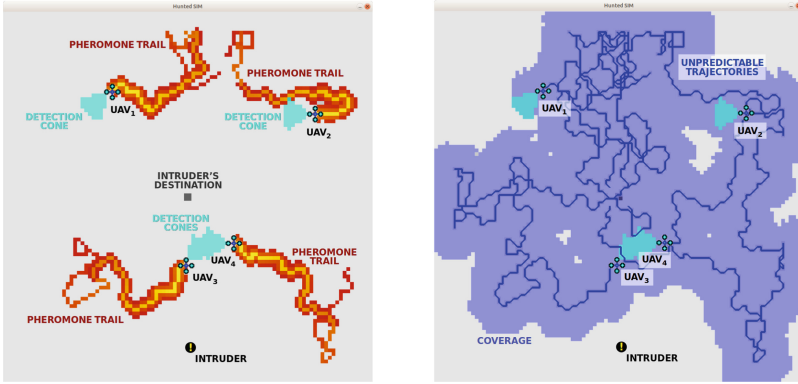 Hunted SIM
PHEROMONE TRAIL
PHEROMONE TRAIL
DETECTION
CONE
UAV1
DETECTION
CONE
UAV2
INTRUDER'S
DESTINATION
DETECTION
CONES
PHEROMONE
TRAIL
UAV4
UAV3
PHEROMONE TRAIL
!
INTRUDER
Hunted SIM
UNPREDICTABLE
TRAJECTORIES
UAV1
UAV2
UAV4
UAV3
COVERAGE
!
INTRUDER